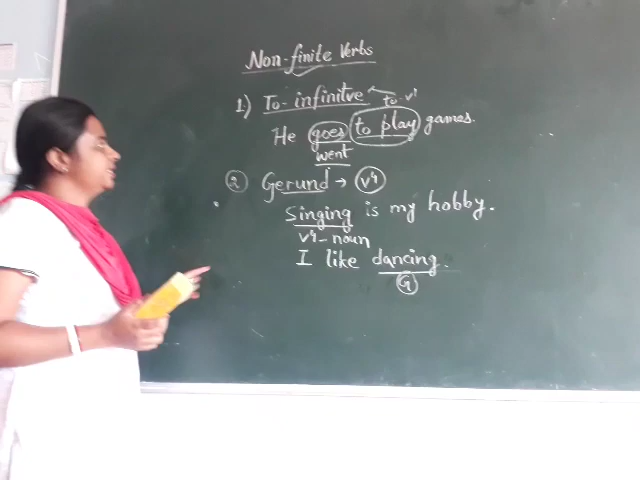 Non-finite Verbs
1) To-infinitve
to-v¹
He goes to play games.
went
2 Gerund → v4
Singing is my hobby.
v4-noun
I like dancing.
G